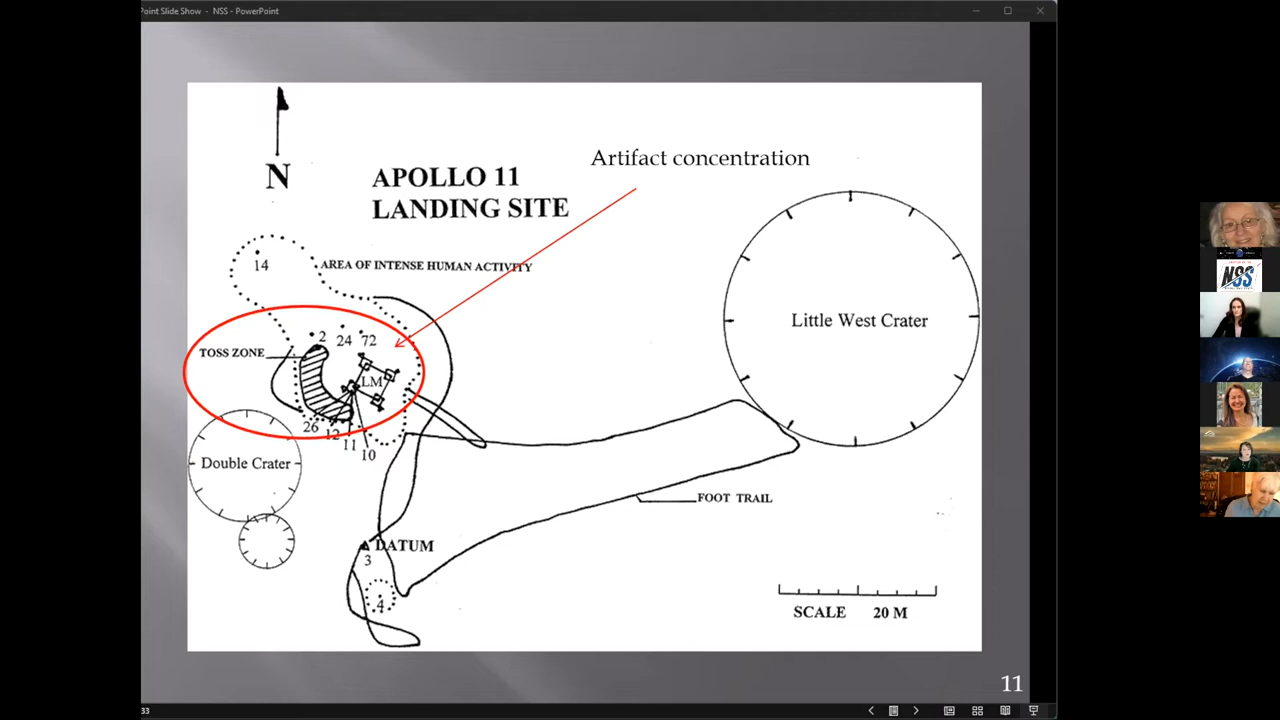 Point Slide Show - NSS - PowerPoint
Artifact concentration
N
APOLLO 11
LANDING SITE
14
AREA OF INTENSE HUMAN ACTIVITY
Little West Crater
2 24 72
TOSS ZONE
LM
26 12
11
10
Double Crater
FOOT TRAIL
DATUM
3
4
SCALE 20 M
NSS
11
33